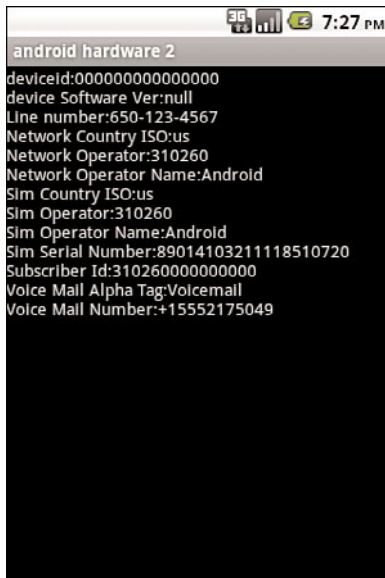 3G 7:27 PM
android hardware 2
deviceid:000000000000000
device Software Ver:null
Line number:650-123-4567
Network Country ISO:us
Network Operator:310260
Network Operator Name:Android
Sim Country ISO:us
Sim Operator:310260
Sim Operator Name:Android
Sim Serial Number:89014103211118510720
Subscriber Id:310260000000000
Voice Mail Alpha Tag:Voicemail
Voice Mail Number:+15552175049